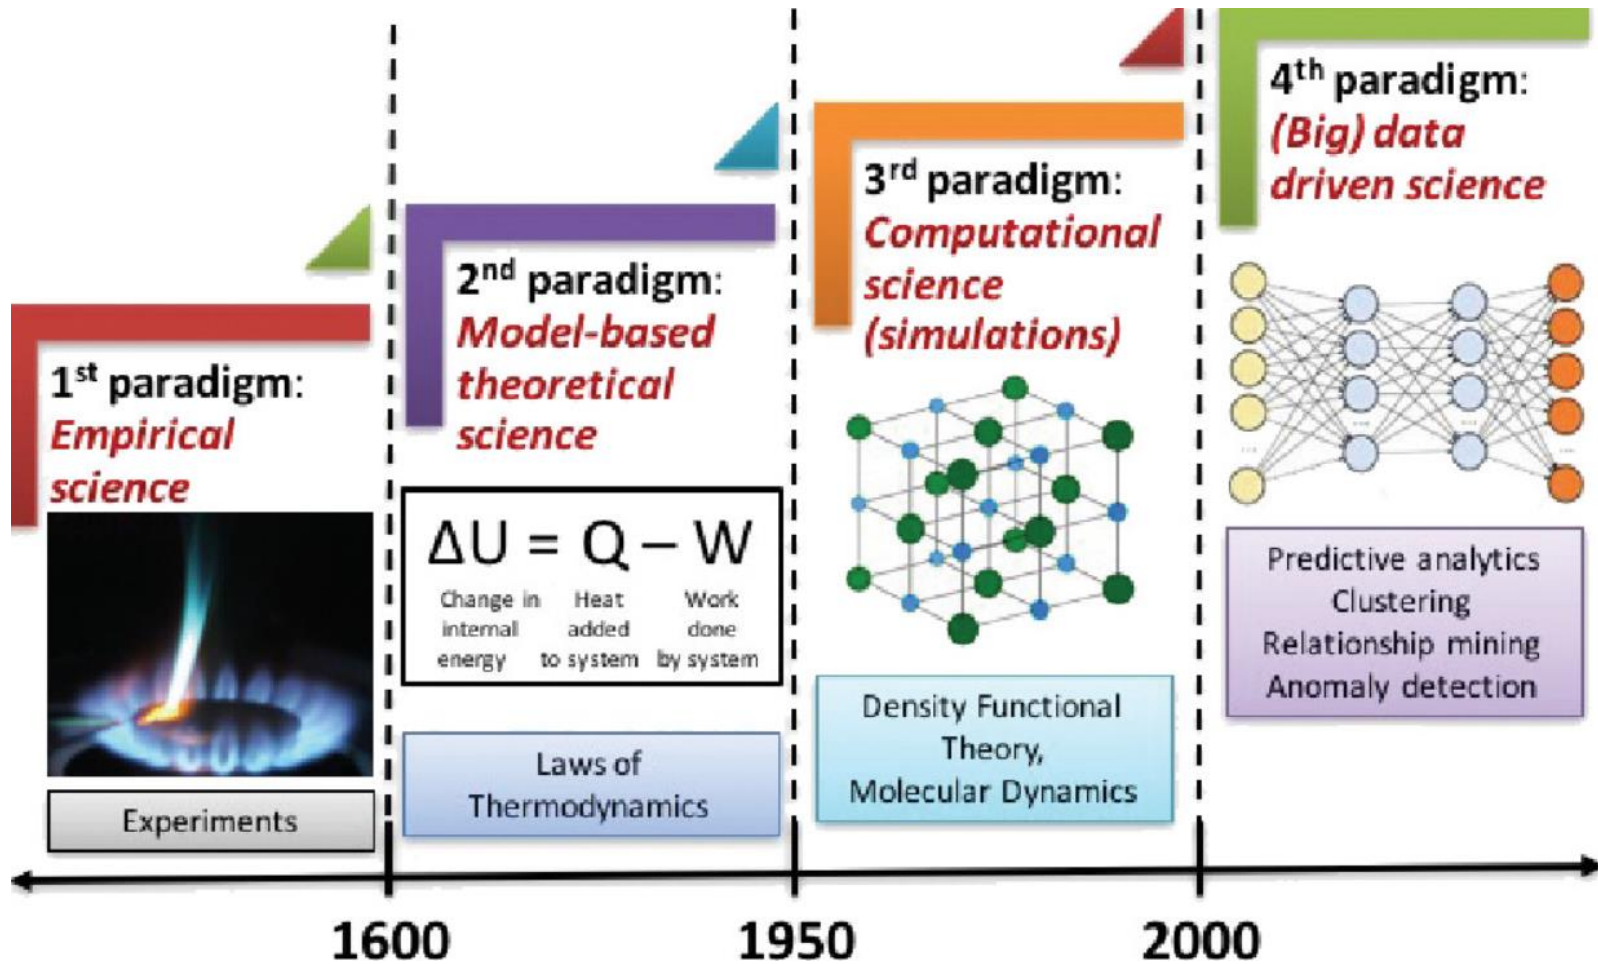 1st paradigm:
Empirical
science
Experiments
2nd paradigm:
Model-based
theoretical
science
ΔU = Q – W
Change in internal energy
Heat added to system
Work done by system
Laws of
Thermodynamics
3rd paradigm:
Computational
science
(simulations)
Density Functional
Theory,
Molecular Dynamics
4th paradigm:
(Big) data
driven science
...
...
...
...
Predictive analytics
Clustering
Relationship mining
Anomaly detection
1600
1950
2000